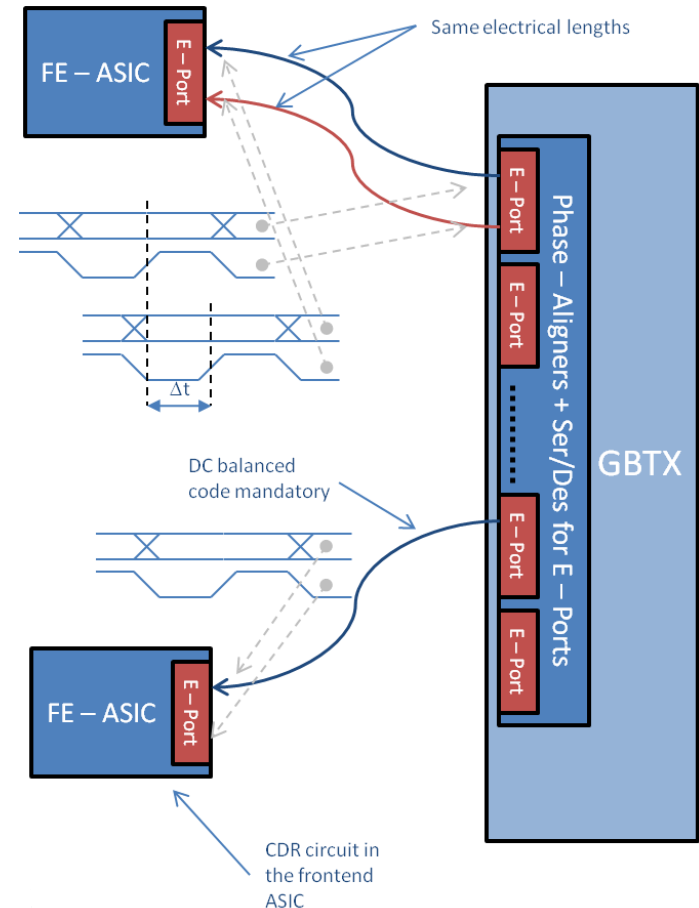 Same electrical lengths
FE – ASIC
E – Port
E – Port
E – Port
E – Port
E – Port
Phase – Aligners + Ser/Des for E – Ports
GBTX
Δt
DC balanced
code mandatory
FE – ASIC
E – Port
CDR circuit in
the frontend
ASIC